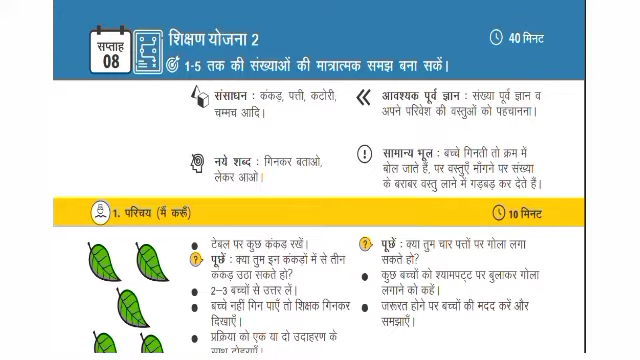 सप्ताह
08
शिक्षण योजना 2
40 मिनट
1-5 तक की संख्याओं की मात्रात्मक समझ बना सकें।
संसाधन : कंकड़, पत्ती, कटोरी,
चम्मच आदि।
आवश्यक पूर्व ज्ञान : संख्या पूर्व ज्ञान व
अपने परिवेश की वस्तुओं को पहचानना।
नये शब्द : गिनकर बताओ,
लेकर आओ।
सामान्य भूल : बच्चे गिनती तो क्रम में
बोल जाते हैं, पर वस्तुएँ माँगने पर संख्या
के बराबर वस्तु लाने में गड़बड़ कर देते हैं।
1. परिचय (मैं करूँ)
10 मिनट
टेबल पर कुछ कंकड़ रखें।
पूछें : क्या तुम इन कंकड़ों में से तीन
कंकड़ उठा सकते हो?
2-3 बच्चों से उत्तर लें।
बच्चे नहीं गिन पाएँ तो शिक्षक गिनकर
दिखाएँ।
प्रक्रिया को एक या दो उदाहरण के
साथ दोहराएँ।
पूछें : क्या तुम चार पत्तों पर गोला लगा
सकते हो?
कुछ बच्चों को श्यामपट्ट पर बुलाकर गोला
लगाने को कहें।
जरूरत होने पर बच्चों की मदद करें और
समझाएँ।